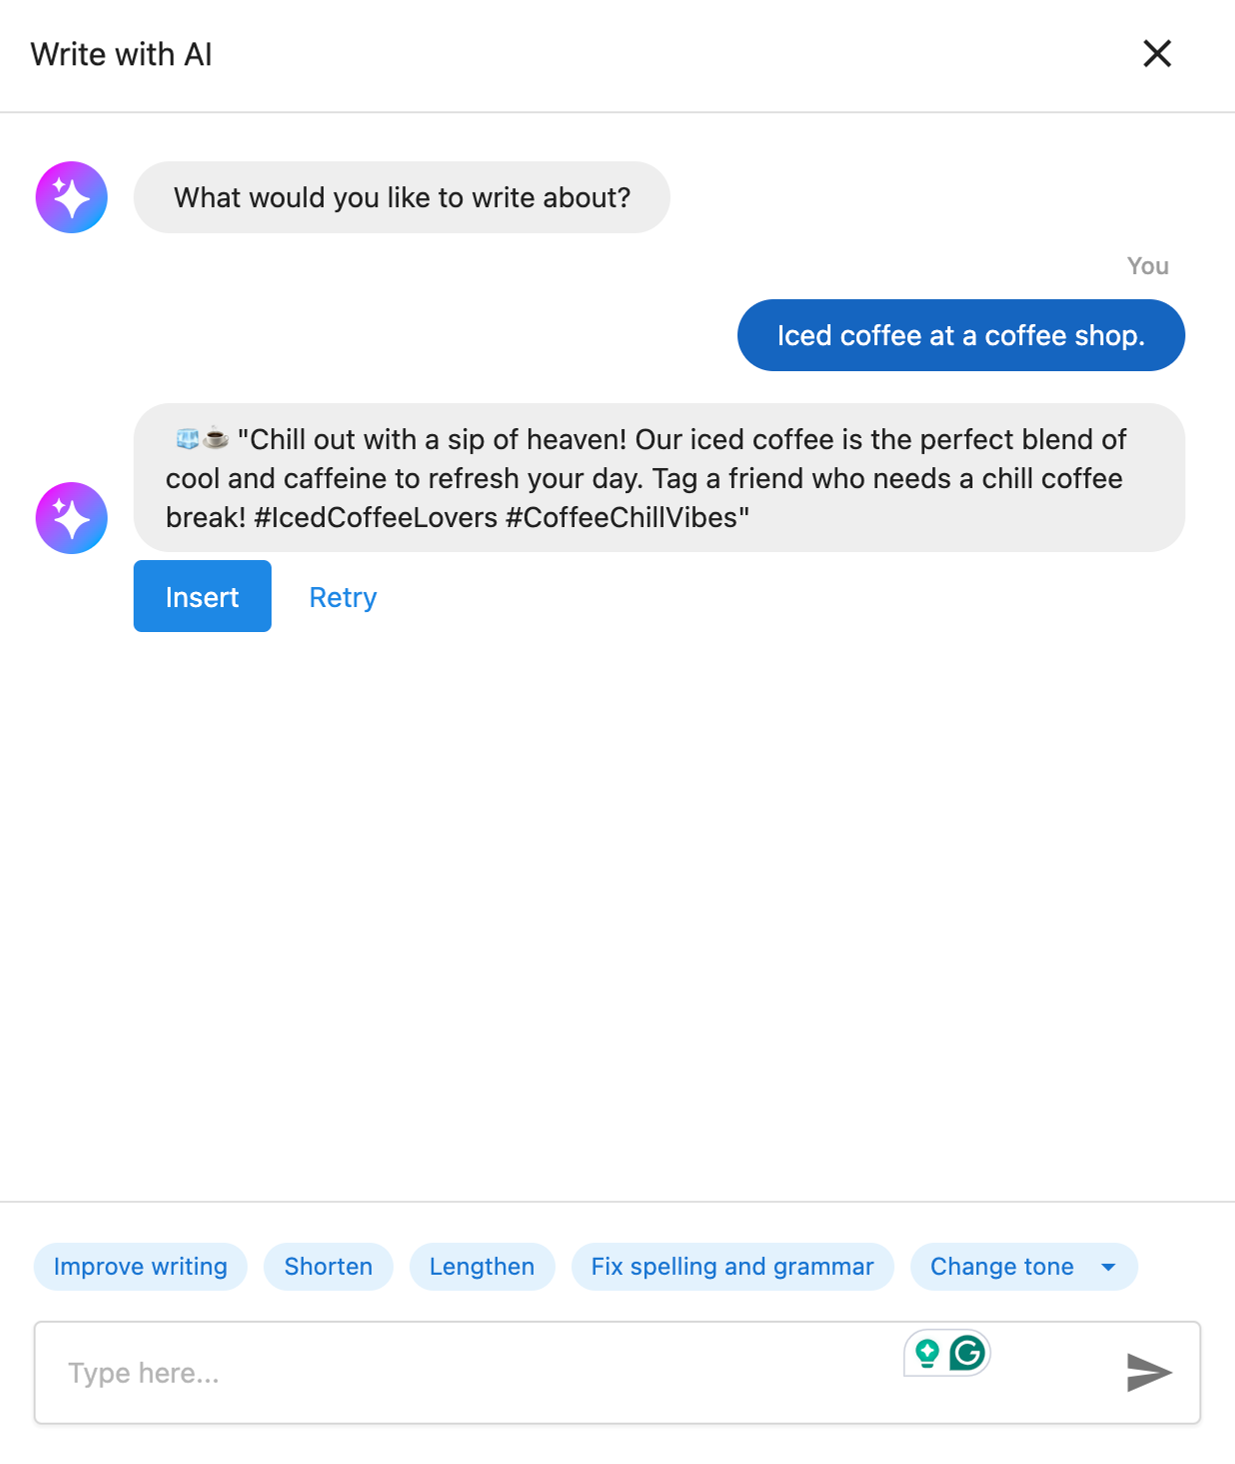 Write with AI
What would you like to write about?
You
Iced coffee at a coffee shop.
🧊☕ "Chill out with a sip of heaven! Our iced coffee is the perfect blend of
cool and caffeine to refresh your day. Tag a friend who needs a chill coffee
break! #IcedCoffeeLovers #CoffeeChillVibes"
Insert Retry
Improve writing Shorten Lengthen Fix spelling and grammar Change tone
Type here...